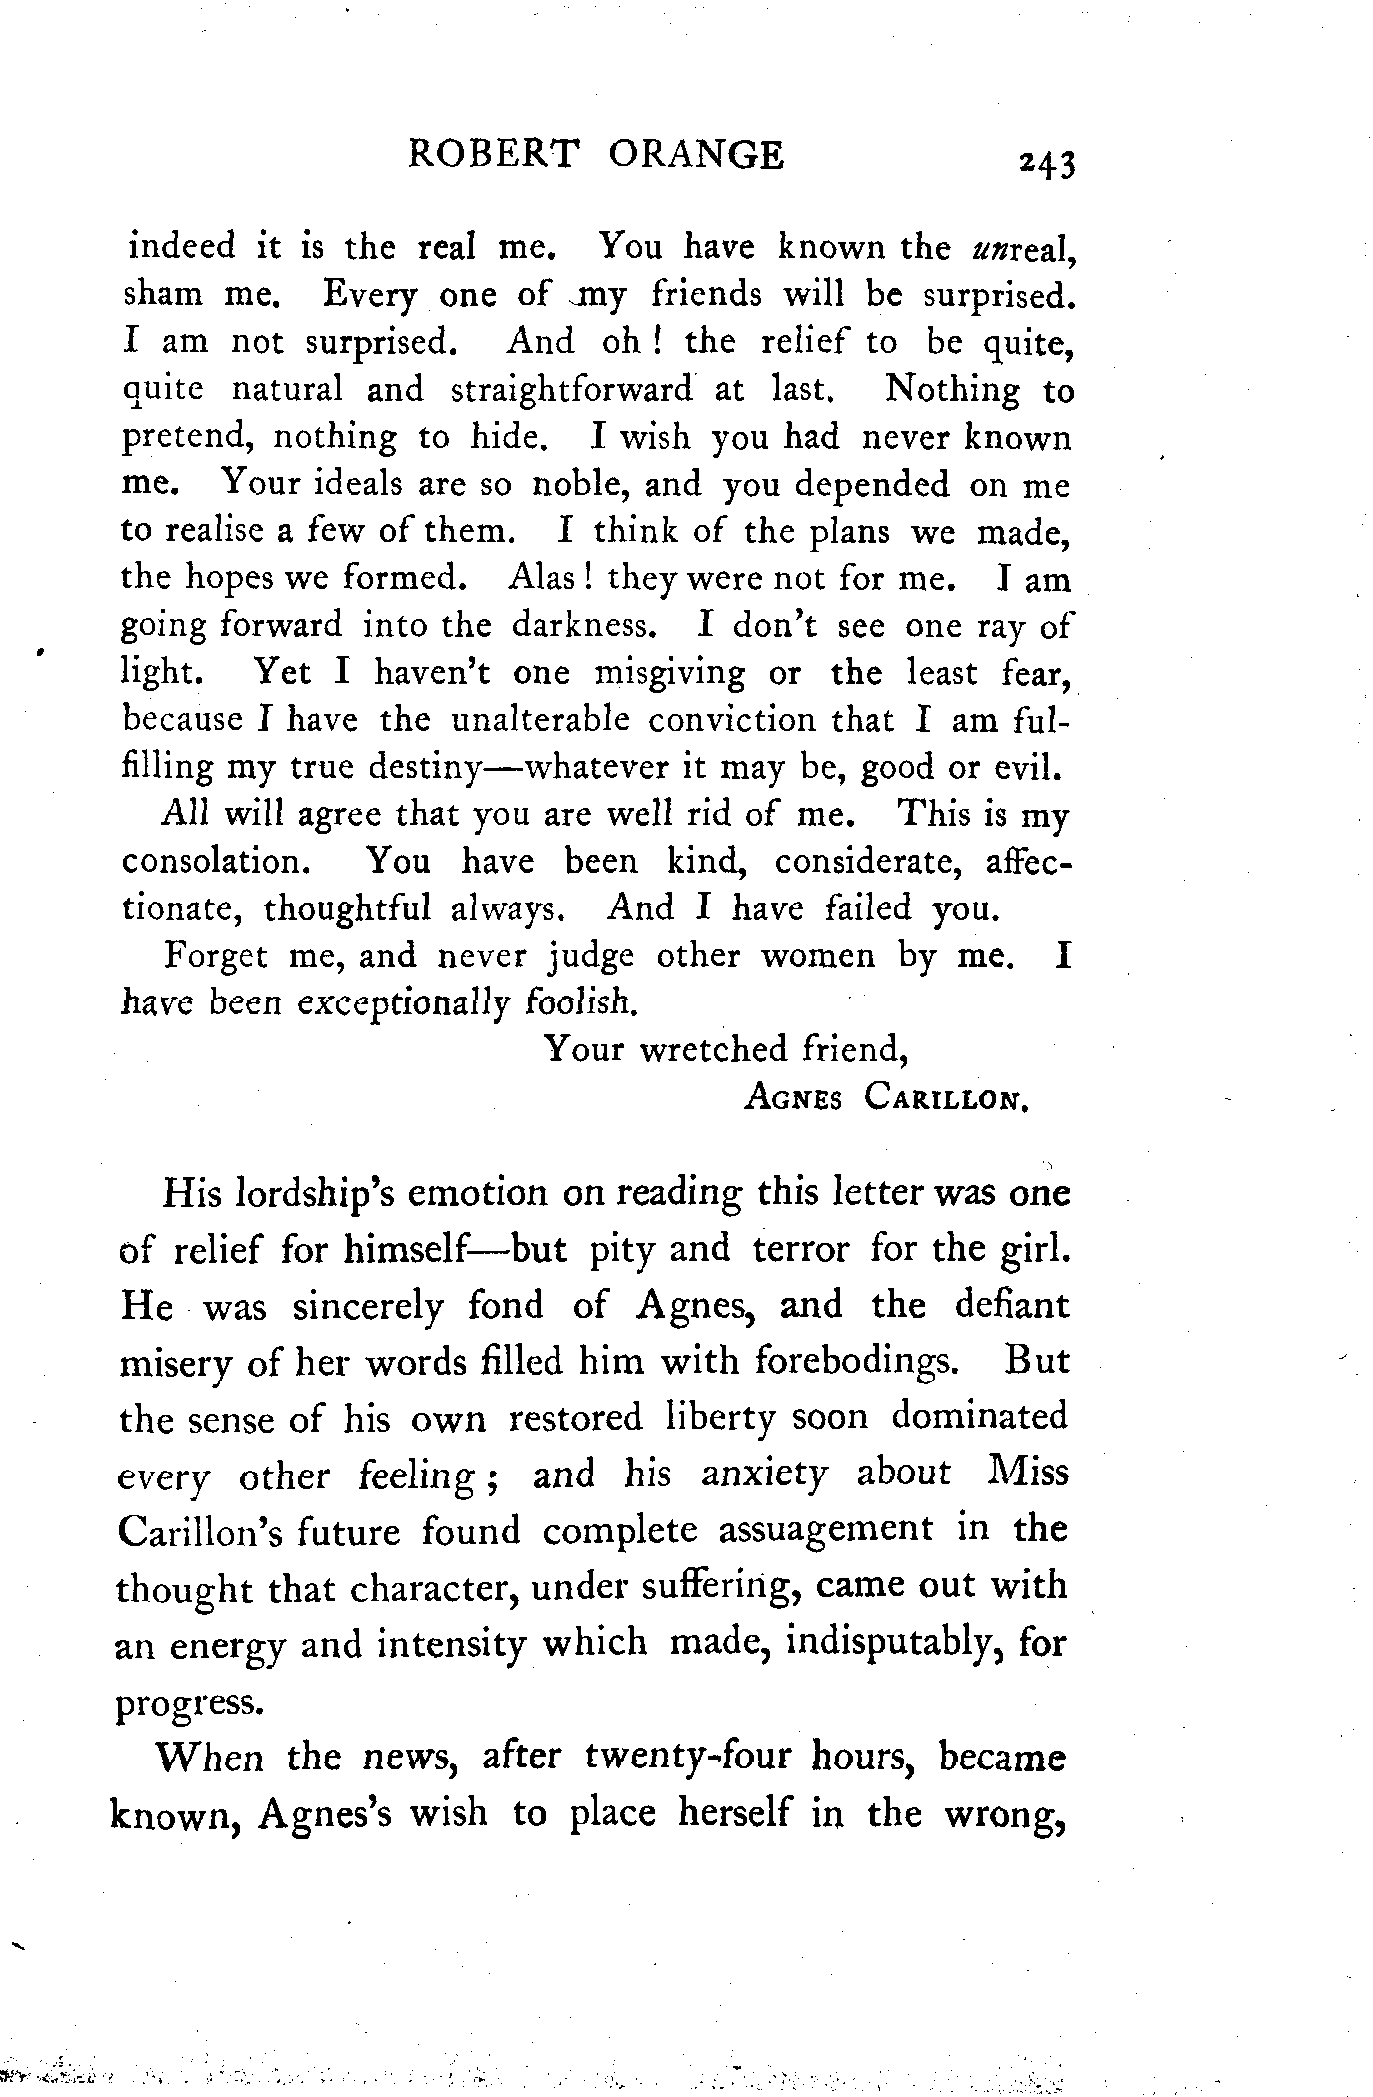 ROBERT ORANGE 243
indeed it is the real me. You have known the unreal,
sham me. Every one of my friends will be surprised.
I am not surprised. And oh ! the relief to be quite,
quite natural and straightforward at last. Nothing to
pretend, nothing to hide. I wish you had never known
me. Your ideals are so noble, and you depended on me
to realise a few of them. I think of the plans we made,
the hopes we formed. Alas ! they were not for me. I am
going forward into the darkness. I don't see one ray of
light. Yet I haven't one misgiving or the least fear,
because I have the unalterable conviction that I am ful-
filling my true destiny—whatever it may be, good or evil.
All will agree that you are well rid of me. This is my
consolation. You have been kind, considerate, affec-
tionate, thoughtful always. And I have failed you.
Forget me, and never judge other women by me. I
have been exceptionally foolish.
Your wretched friend,
AGNES CARILLON.
His lordship's emotion on reading this letter was one
of relief for himself—but pity and terror for the girl.
He was sincerely fond of Agnes, and the defiant
misery of her words filled him with forebodings. But
the sense of his own restored liberty soon dominated
every other feeling ; and his anxiety about Miss
Carillon's future found complete assuagement in the
thought that character, under suffering, came out with
an energy and intensity which made, indisputably, for
progress.
When the news, after twenty-four hours, became
known, Agnes's wish to place herself in the wrong,